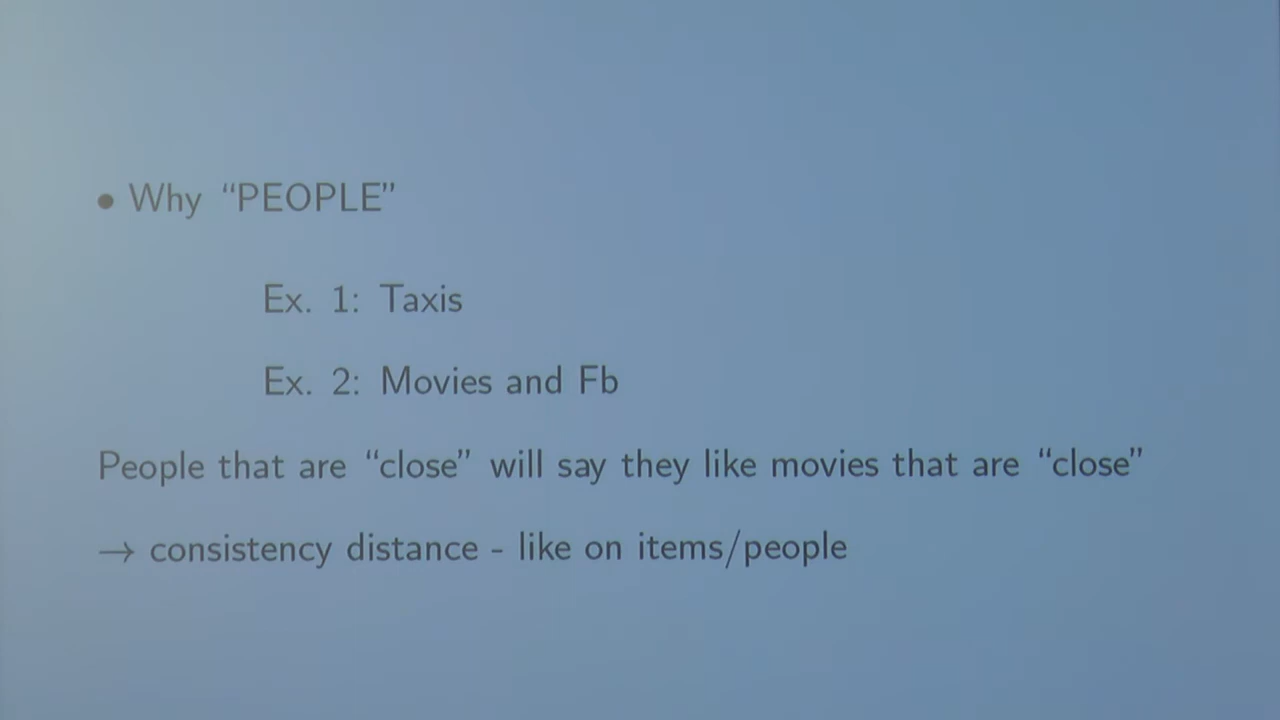 • Why “PEOPLE”
Ex. 1: Taxis
Ex. 2: Movies and Fb
People that are “close” will say they like movies that are “close”
→ consistency distance - like on items/people